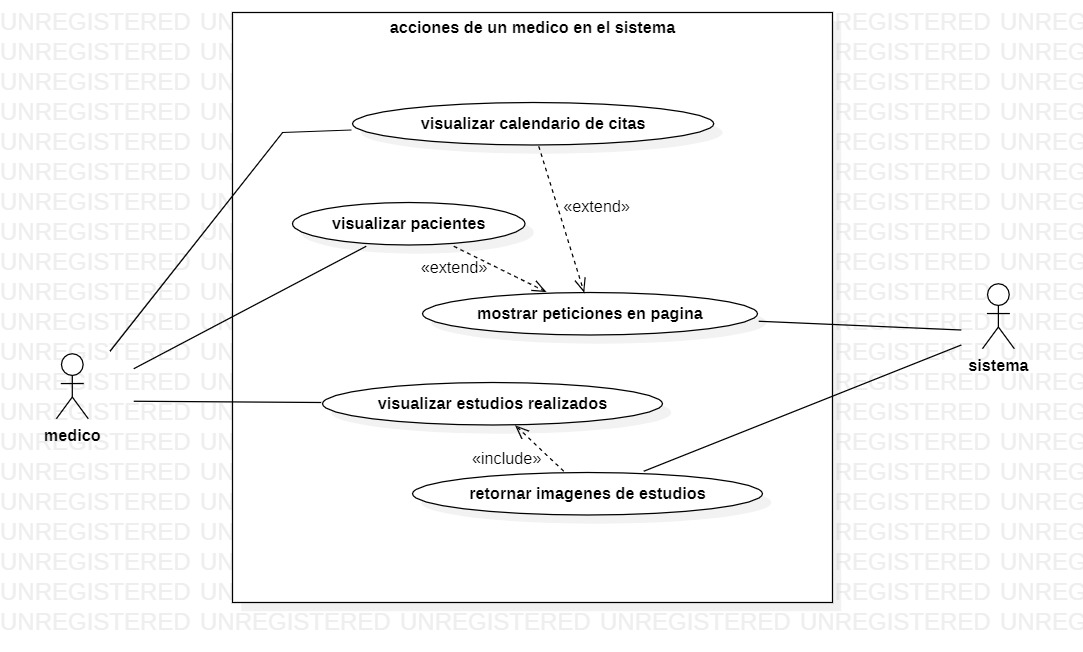 acciones de un medico en el sistema
visualizar calendario de citas
«extend»
visualizar pacientes
«extend»
mostrar peticiones en pagina
sistema
visualizar estudios realizados
medico
«include»
retornar imagenes de estudios
UNREGISTERED UNREGISTERED UNREGISTERED UNREGISTERED UNREGISTERED UNREG